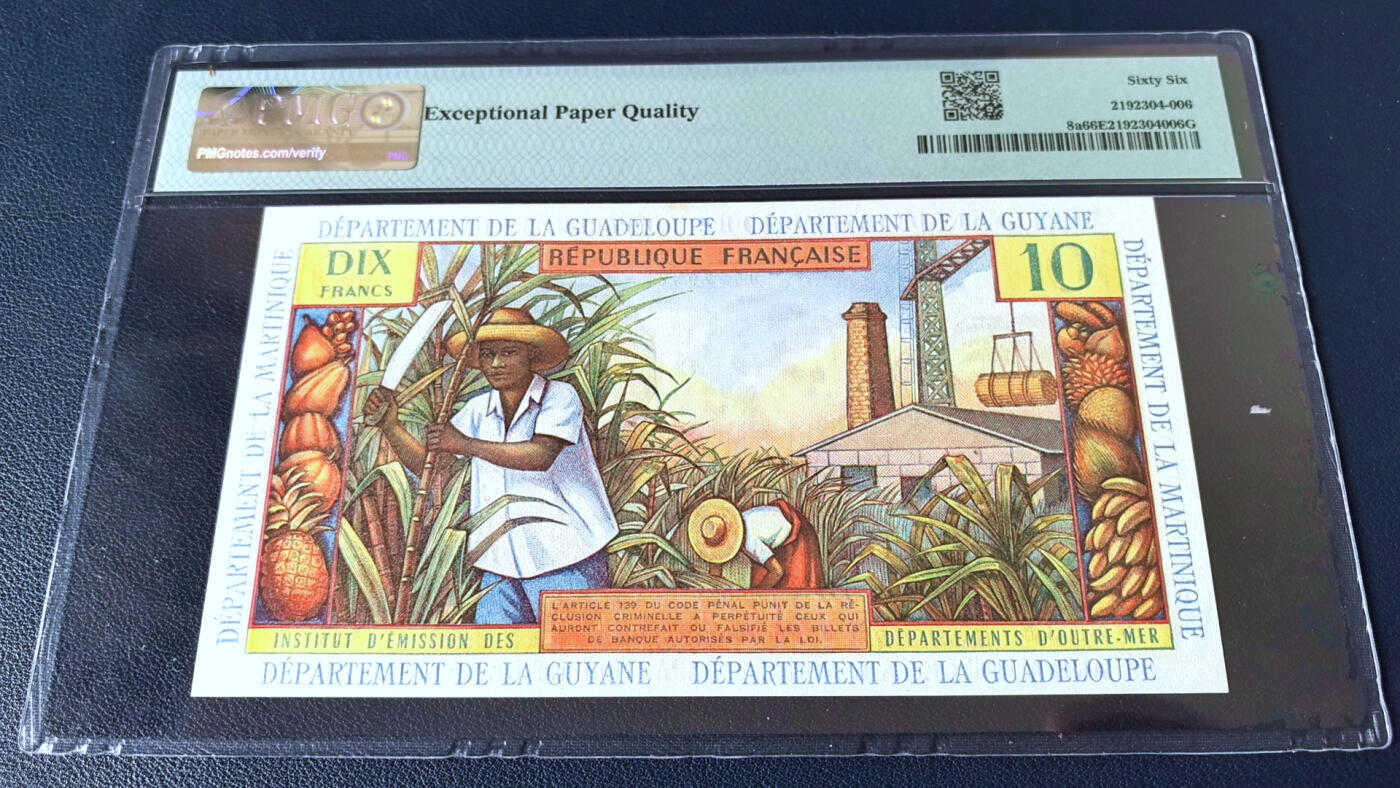 Exceptional Paper Quality
Sixty Six
2192304-006
8a66E2192304006G
PMGnotes.com/verify
PMG
DÉPARTEMENT DE LA GUADELOUPE DÉPARTEMENT DE LA GUYANE
DÉPARTEMENT DE LA MARTINIQUE
DIX
FRANCS
RÉPUBLIQUE FRANÇAISE
10
DÉPARTEMENT DE LA MARTINIQUE
L'ARTICLE 139 DU CODE PÉNAL PUNIT DE LA RÉ-
CLUSION CRIMINELLE A PERPÉTUITÉ CEUX QUI
AURONT CONTREFAIT OU FALSIFIÉ LES BILLETS
DE BANQUE AUTORISÉS PAR LA LOI.
INSTITUT D'ÉMISSION DES
DÉPARTEMENTS D'OUTRE-MER
DÉPARTEMENT DE LA GUYANE DÉPARTEMENT DE LA GUADELOUPE